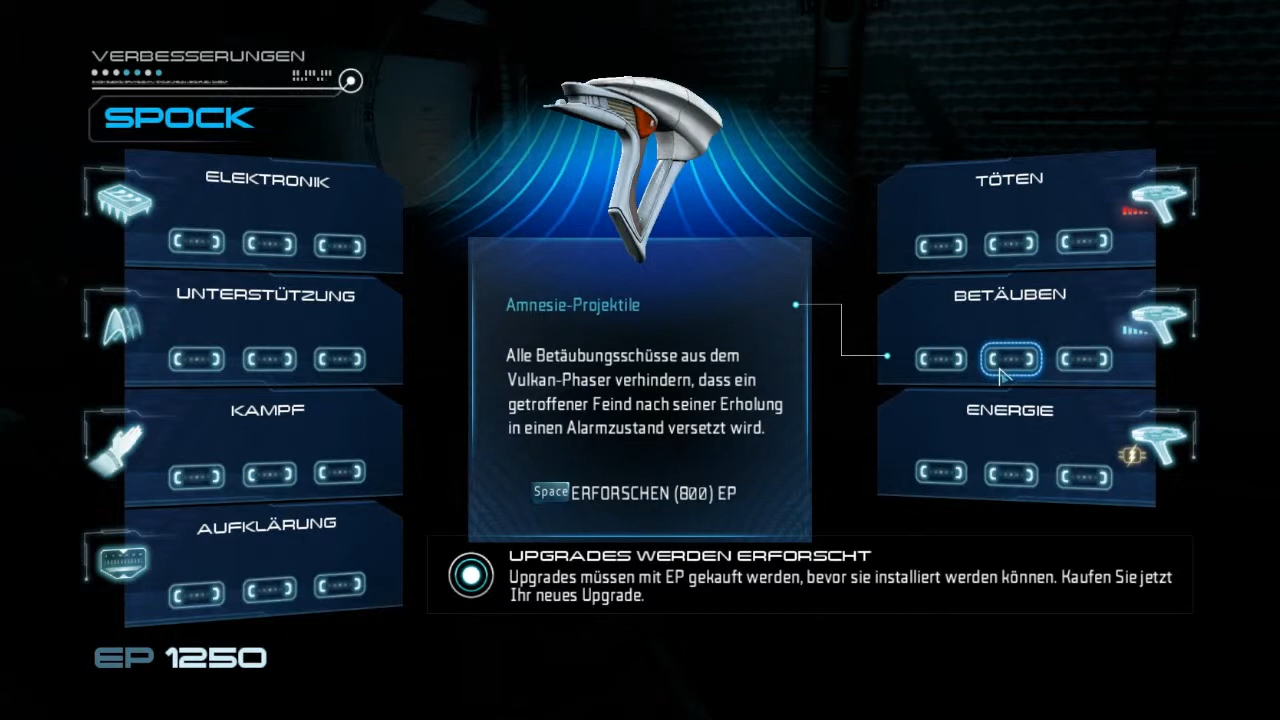 VERBESSERUNGEN
SPOCK
ELEKTRONIK
UNTERSTÜTZUNG
KAMPF
AUFKLÄRUNG
EP 1250
Amnesie-Projektile
Alle Betäubungsschüsse aus dem
Vulkan-Phaser verhindern, dass ein
getroffener Feind nach seiner Erholung
in einen Alarmzustand versetzt wird.
Space ERFORSCHEN (800) EP
TÖTEN
BETÄUBEN
ENERGIE
UPGRADES WERDEN ERFORSCHT
Upgrades müssen mit EP gekauft werden, bevor sie installiert werden können. Kaufen Sie jetzt
Ihr neues Upgrade.